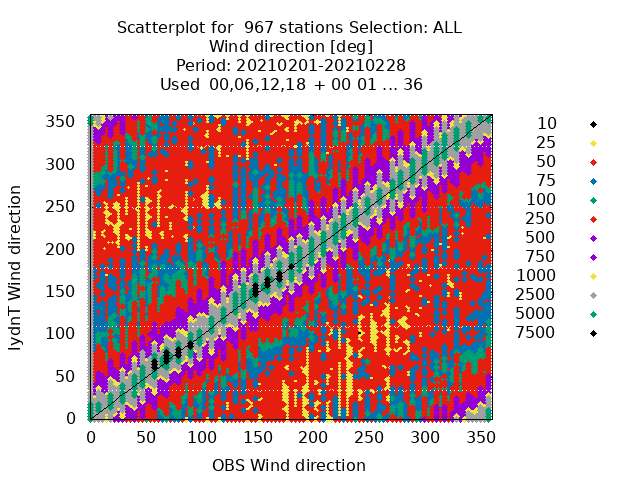 Scatterplot for  967 stations Selection: ALL
Wind direction [deg]
Period: 20210201-20210228
Used  00,06,12,18  + 00 01 ... 36
IydnT Wind direction
350
300
250
200
150
100
50
0
0 50 100 150 200 250 300 350
OBS Wind direction
10
25
50
75
100
250
500
750
1000
2500
5000
7500